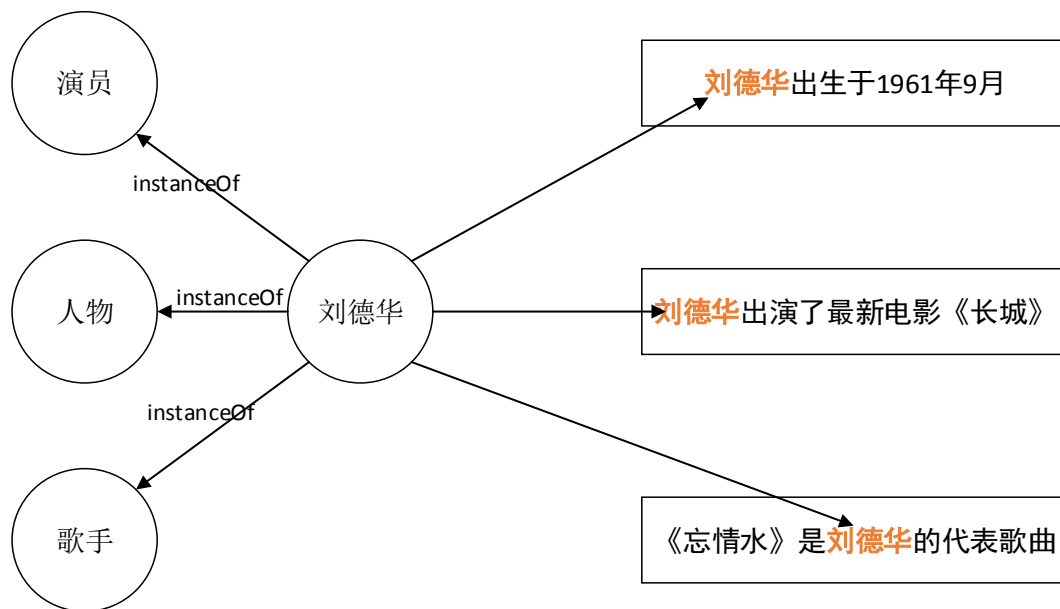 演员
刘德华出生于1961年9月
instanceOf
人物
instanceOf
刘德华
刘德华出演了最新电影《长城》
instanceOf
歌手
《忘情水》是刘德华的代表歌曲